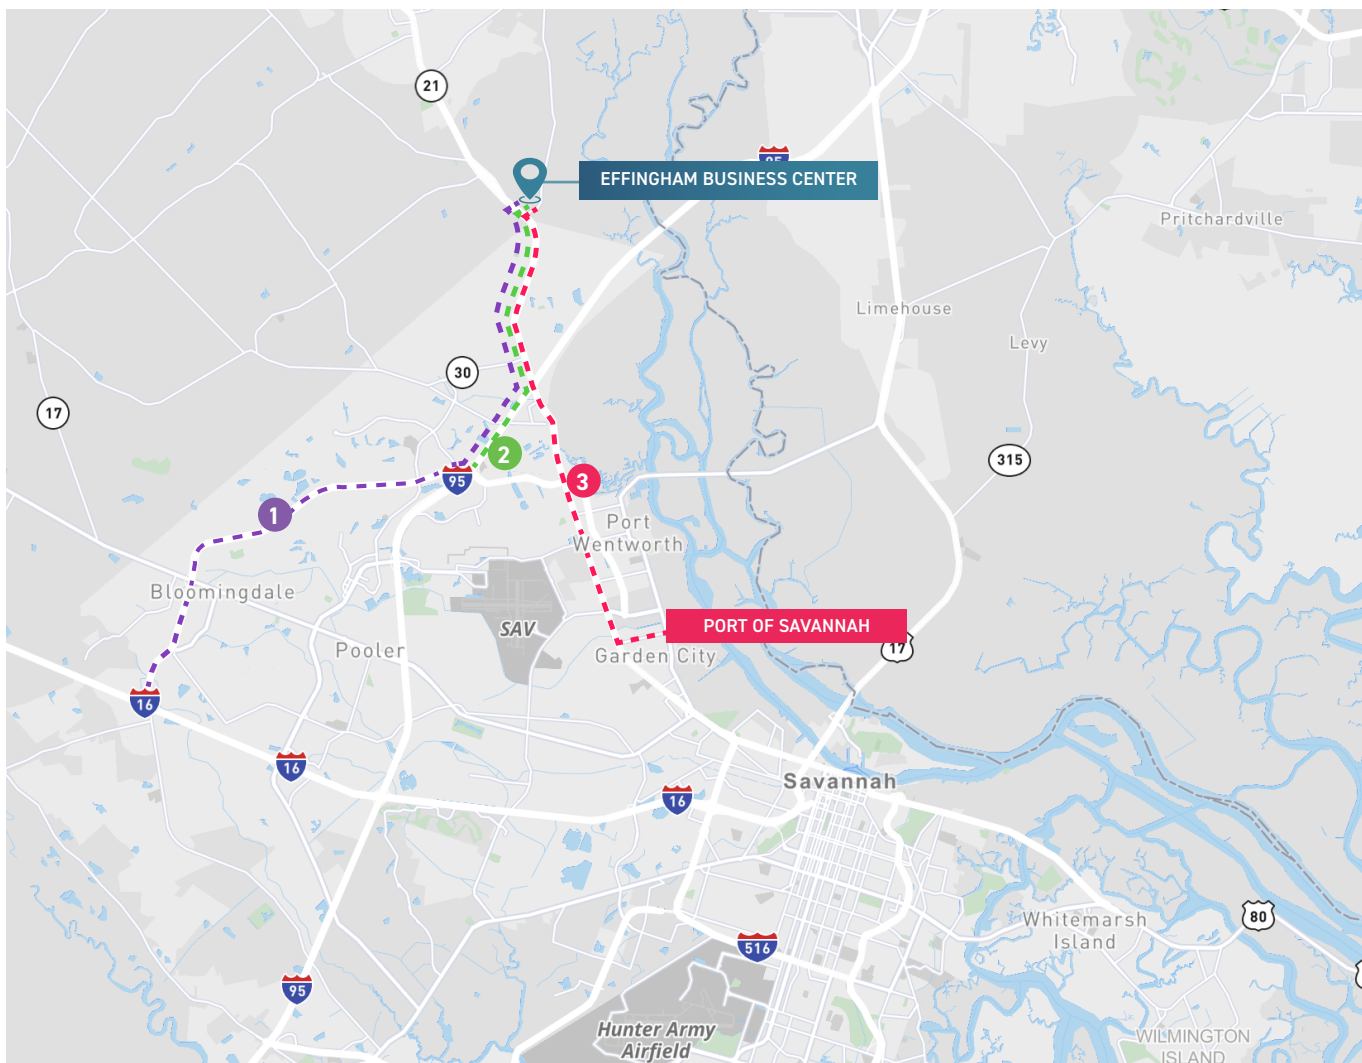 21
95
EFFINGHAM BUSINESS CENTER
Pritchardville
Limehouse
Levy
30
17
2
315
95
3
1
Port
Wentworth
Bloomingdale
PORT OF SAVANNAH
SAV
Pooler
Garden City
17
16
16
Savannah
16
80
Whitemarsh
Island
516
95
Hunter Army
Airfield
WILMINGTON
ISLAND